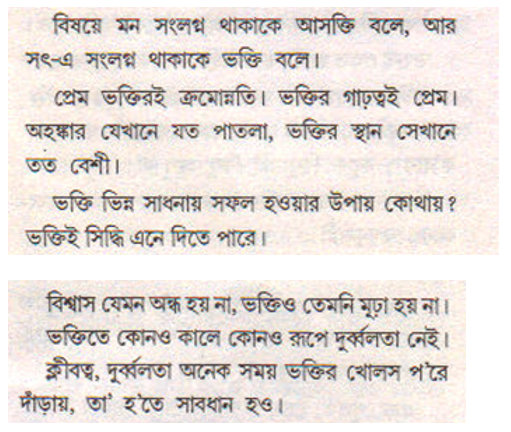 বিষয়ে মন সংলগ্ন থাকাকে আসক্তি বলে, আর
সৎ-এ সংলগ্ন থাকাকে ভক্তি বলে।
প্রেম ভক্তিরই ক্রমোন্নতি। ভক্তির গাঢ়ত্বই প্রেম।
অহঙ্কার যেখানে যত পাতলা, ভক্তির স্থান সেখানে
তত বেশী।
ভক্তি ভিন্ন সাধনায় সফল হওয়ার উপায় কোথায়?
ভক্তিই সিদ্ধি এনে দিতে পারে।
বিশ্বাস যেমন অন্ধ হয় না, ভক্তিও তেমনি মূঢ়া হয় না।
ভক্তিতে কোনও কালে কোনও রূপে দুর্ব্বলতা নেই।
ক্লীবত্ব, দুর্ব্বলতা অনেক সময় ভক্তির খোলস প'রে
দাঁড়ায়, তা' হ'তে সাবধান হও।